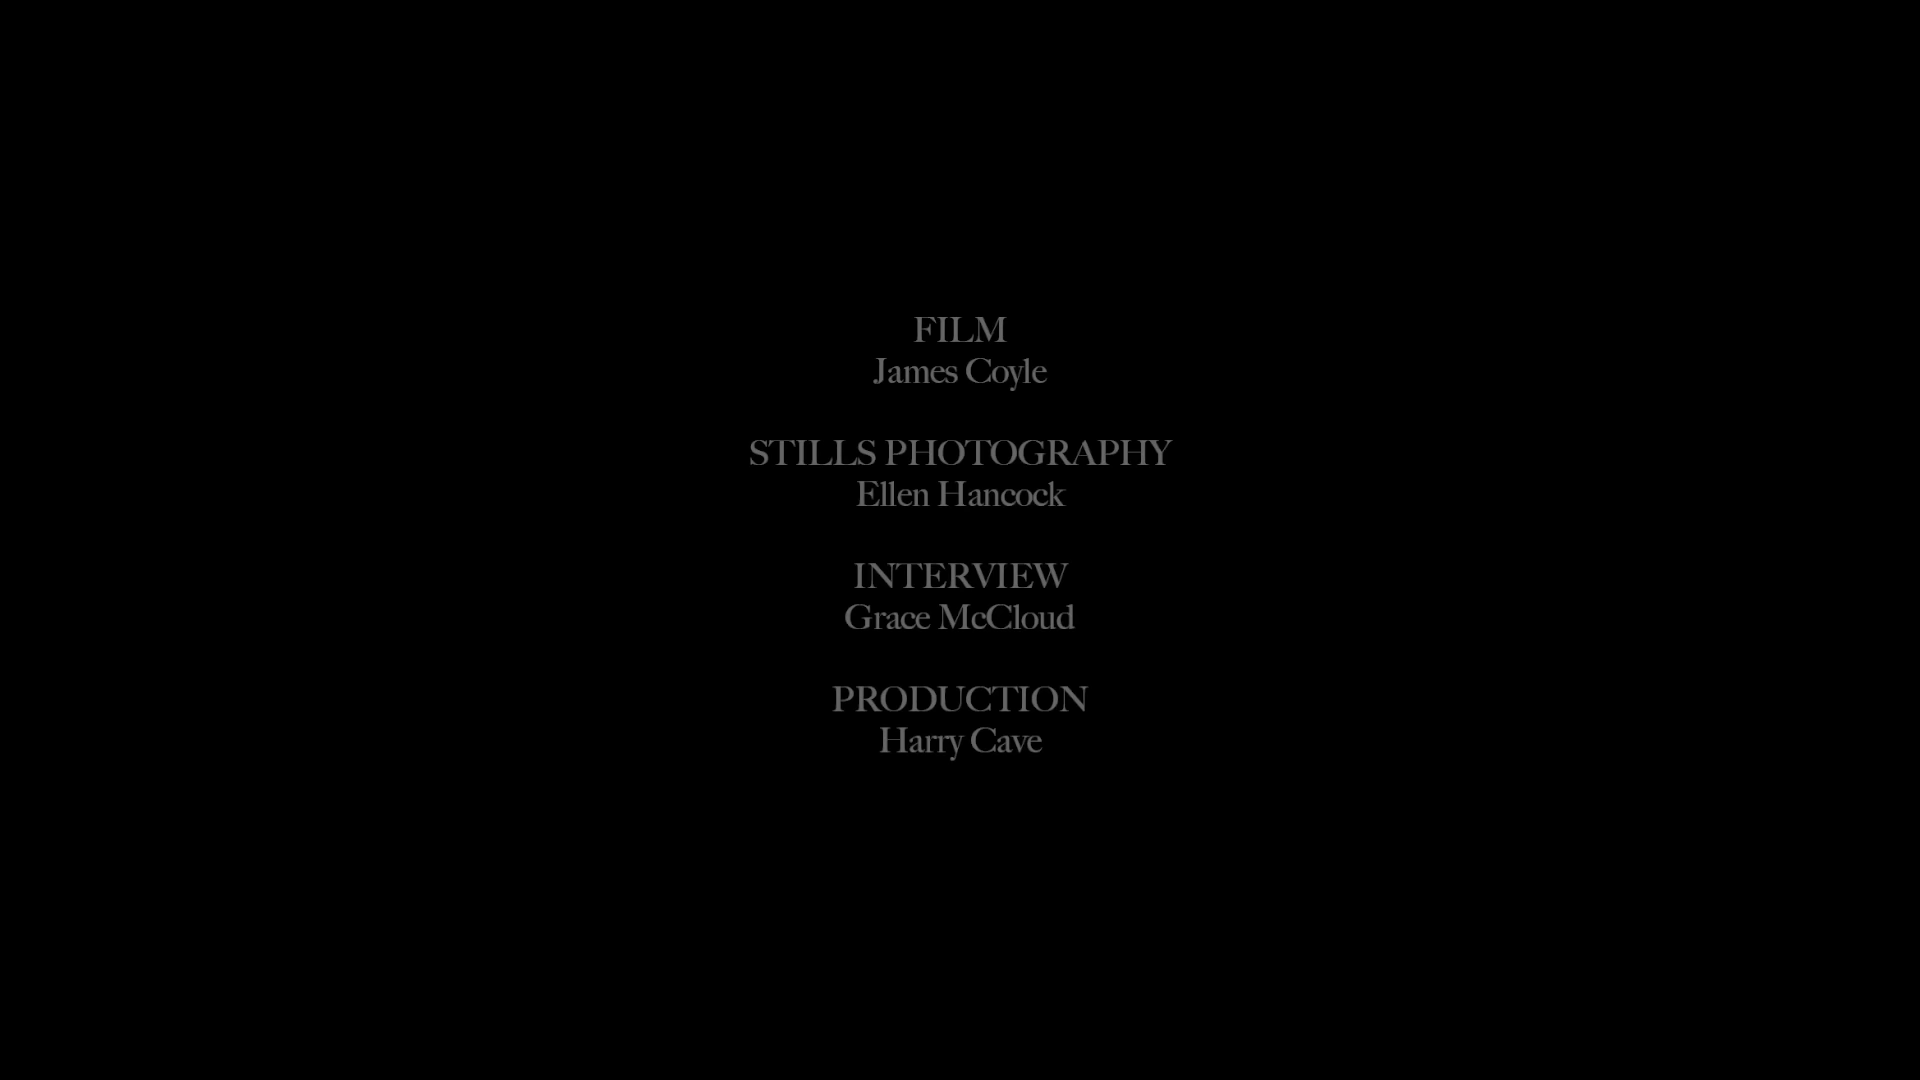 FILM
James Coyle
STILLS PHOTOGRAPHY
Ellen Hancock
INTERVIEW
Grace McCloud
PRODUCTION
Harry Cave